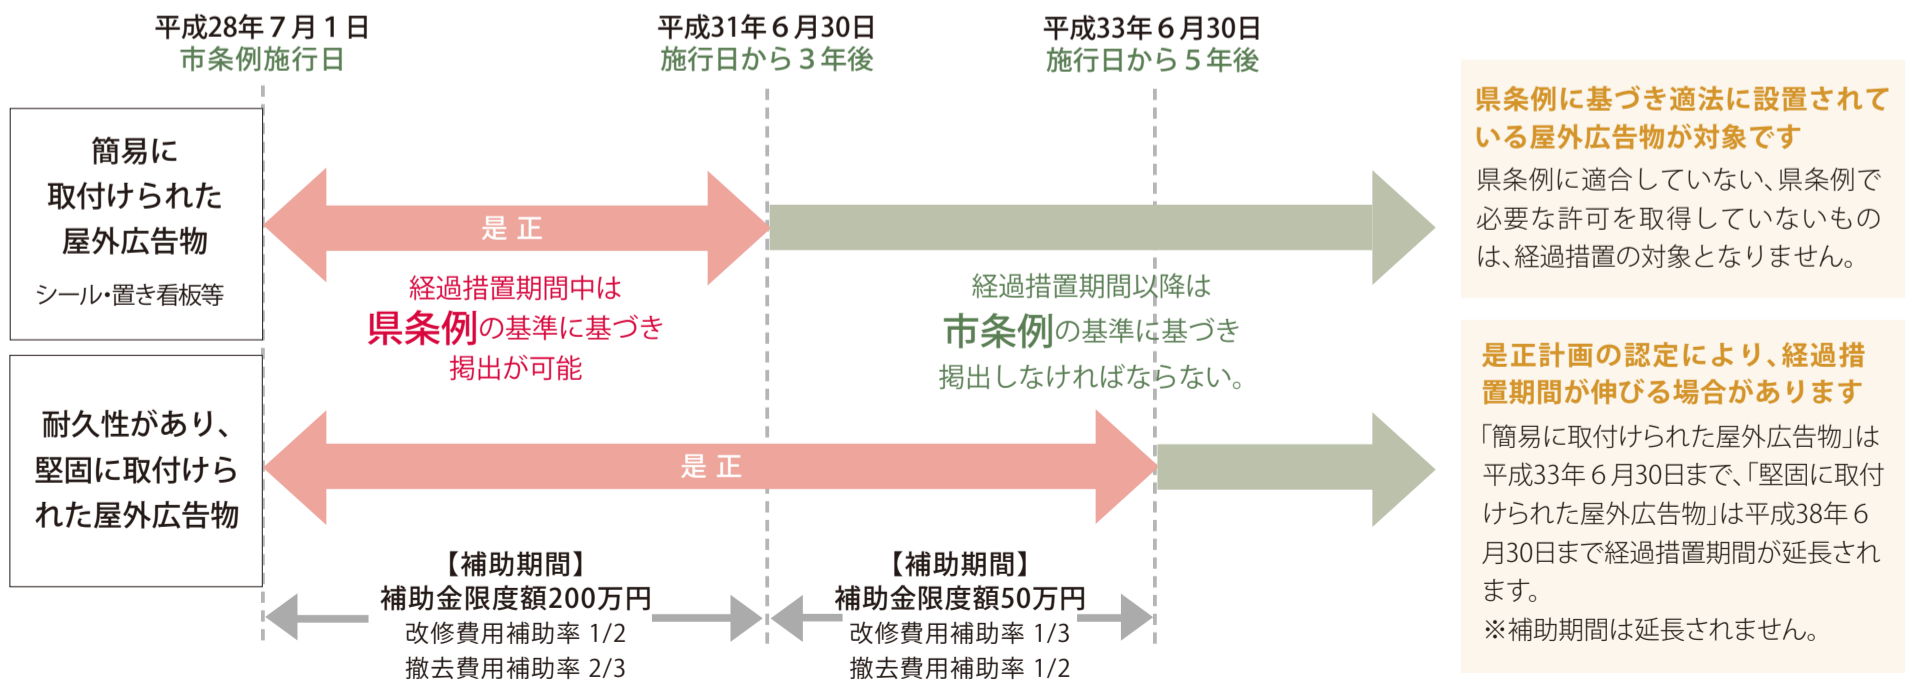 平成28年7月1日
市条例施行日
平成31年6月30日
施行日から3年後
平成33年6月30日
施行日から5年後
簡易に
取付けられた
屋外広告物
シール・置き看板等
是正
経過措置期間中は
県条例の基準に基づき
掲出が可能
経過措置期間以降は
市条例の基準に基づき
掲出しなければならない。
耐久性があり、
堅固に取付けら
れた屋外広告物
是正
【補助期間】
補助金限度額200万円
改修費用補助率 1/2
撤去費用補助率 2/3
【補助期間】
補助金限度額50万円
改修費用補助率 1/3
撤去費用補助率 1/2
県条例に基づき適法に設置されて
いる屋外広告物が対象です
県条例に適合していない、県条例で
必要な許可を取得していないもの
は、経過措置の対象となりません。
是正計画の認定により、経過措
置期間が伸びる場合があります
「簡易に取付けられた屋外広告物」は
平成33年6月30日まで、「堅固に取付
けられた屋外広告物」は平成38年6
月30日まで経過措置期間が延長され
ます。
※補助期間は延長されません。